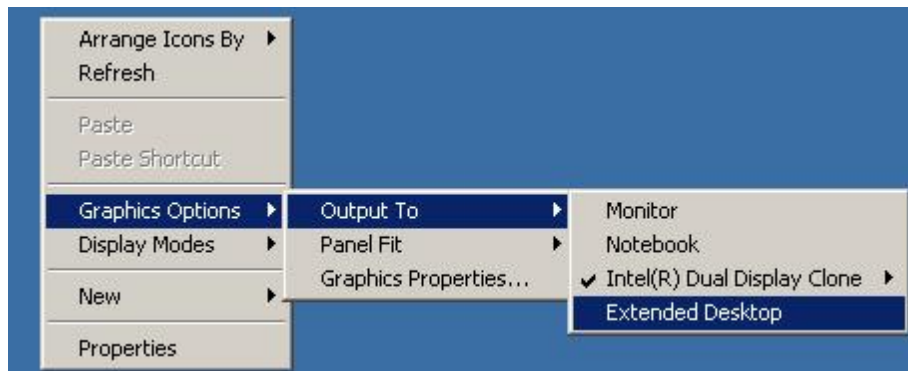 Arrange Icons By
Refresh
Paste
Paste Shortcut
Graphics Options
Display Modes
New
Properties
Output To
Panel Fit
Graphics Properties...
Monitor
Notebook
Intel(R) Dual Display Clone
Extended Desktop